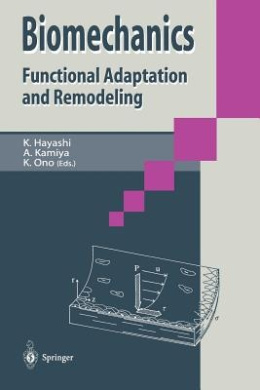 Biomechanics
Functional Adaptation
and Remodeling
K. Hayashi
A. Kamiya
K. Ono (Eds.)
P
u
r
τ
z
Springer